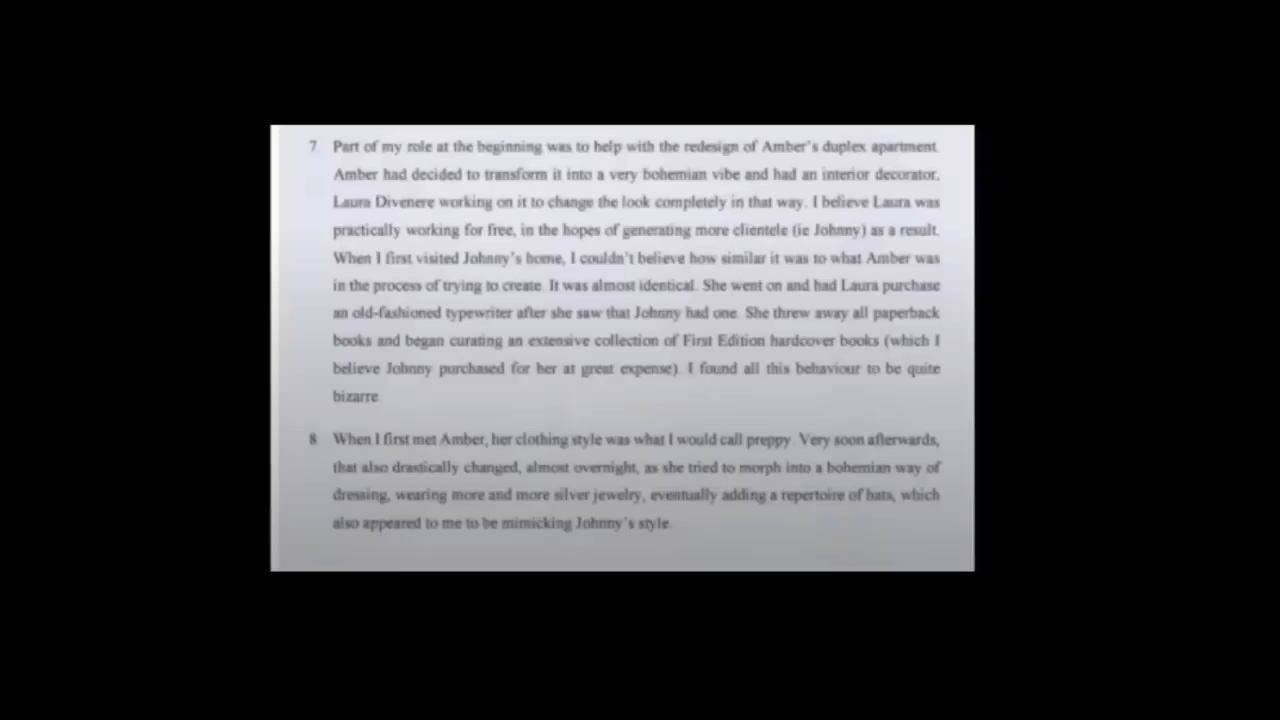 7 Part of my role at the beginning was to help with the redesign of Amber's duplex apartment.
Amber had decided to transform it into a very bohemian vibe and had an interior decorator,
Laura Divenere working on it to change the look completely in that way. I believe Laura was
practically working for free, in the hopes of generating more clientele (ie Johnny) as a result.
When I first visited Johnny's home, I couldn't believe how similar it was to what Amber was
in the process of trying to create. It was almost identical. She went on and had Laura purchase
an old-fashioned typewriter after she saw that Johnny had one. She threw away all paperback
books and began curating an extensive collection of First Edition hardcover books (which I
believe Johnny purchased for her at great expense). I found all this behaviour to be quite
bizarre.
8 When I first met Amber, her clothing style was what I would call preppy. Very soon afterwards,
that also drastically changed, almost overnight, as she tried to morph into a bohemian way of
dressing, wearing more and more silver jewelry, eventually adding a repertoire of hats, which
also appeared to me to be mimicking Johnny's style.